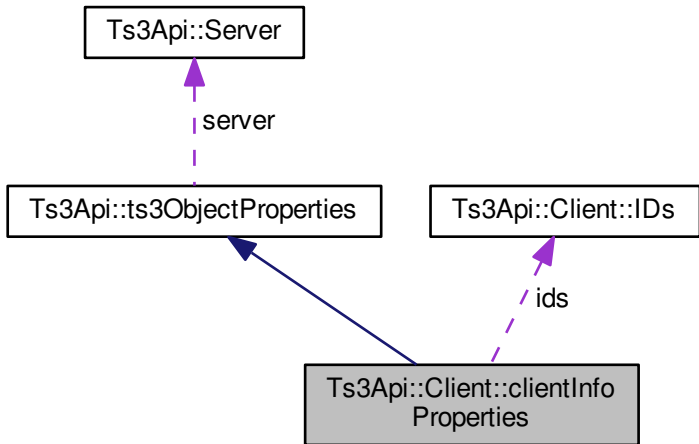 Ts3Api::Server
server
Ts3Api::ts3ObjectProperties
Ts3Api::Client::IDs
ids
Ts3Api::Client::clientInfo
Properties